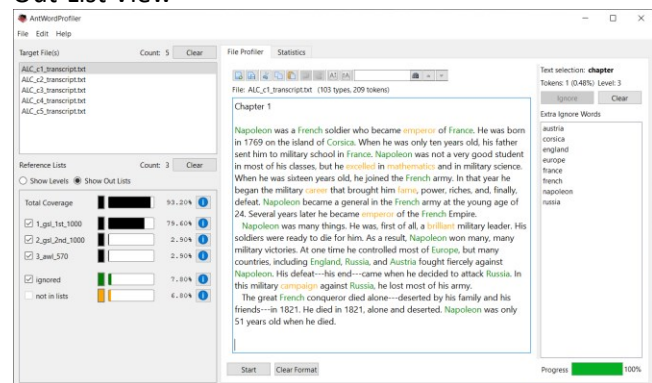 Out List View
AntWordProfiler
File Edit Help
Target File(s) Count: 5 Clear
ALC_c1_transcript.txt
ALC_c2_transcript.txt
ALC_c3_transcript.txt
ALC_c4_transcript.txt
ALC_c5_transcript.txt
Reference Lists Count: 3 Clear
Show Levels Show Out Lists
Total Coverage 93.20%
1_gsl_1st_1000 79.60%
2_gsl_2nd_1000 2.90%
3_awl_570 2.90%
ignored 7.80%
not in lists 6.80%
File Profiler Statistics
File: ALC_c1_transcript.txt (103 types, 209 tokens)
Chapter 1
Napoleon was a French soldier who became emperor of France. He was born
in 1769 on the island of Corsica. When he was only ten years old, his father
sent him to military school in France. Napoleon was not a very good student
in most of his classes, but he excelled in mathematics and in military science.
When he was sixteen years old, he joined the French army. In that year he
began the military career that brought him fame, power, riches, and, finally,
defeat. Napoleon became a general in the French army at the young age of
24. Several years later he became emperor of the French Empire.
Napoleon was many things. He was, first of all, a brilliant military leader. His
soldiers were ready to die for him. As a result, Napoleon won many, many
military victories. At one time he controlled most of Europe, but many
countries, including England, Russia, and Austria fought fiercely against
Napoleon. His defeat---his end---came when he decided to attack Russia. In
this military campaign against Russia, he lost most of his army.
The great French conqueror died alone---deserted by his family and his
friends---in 1821. He died in 1821, alone and deserted. Napoleon was only
51 years old when he died.
Start Clear Format
Text selection: chapter
Tokens: 1 (0.48%) Level: 3
Ignore Clear
Extra Ignore Words
austria
corsica
england
europe
france
french
napoleon
russia
Progress 100%